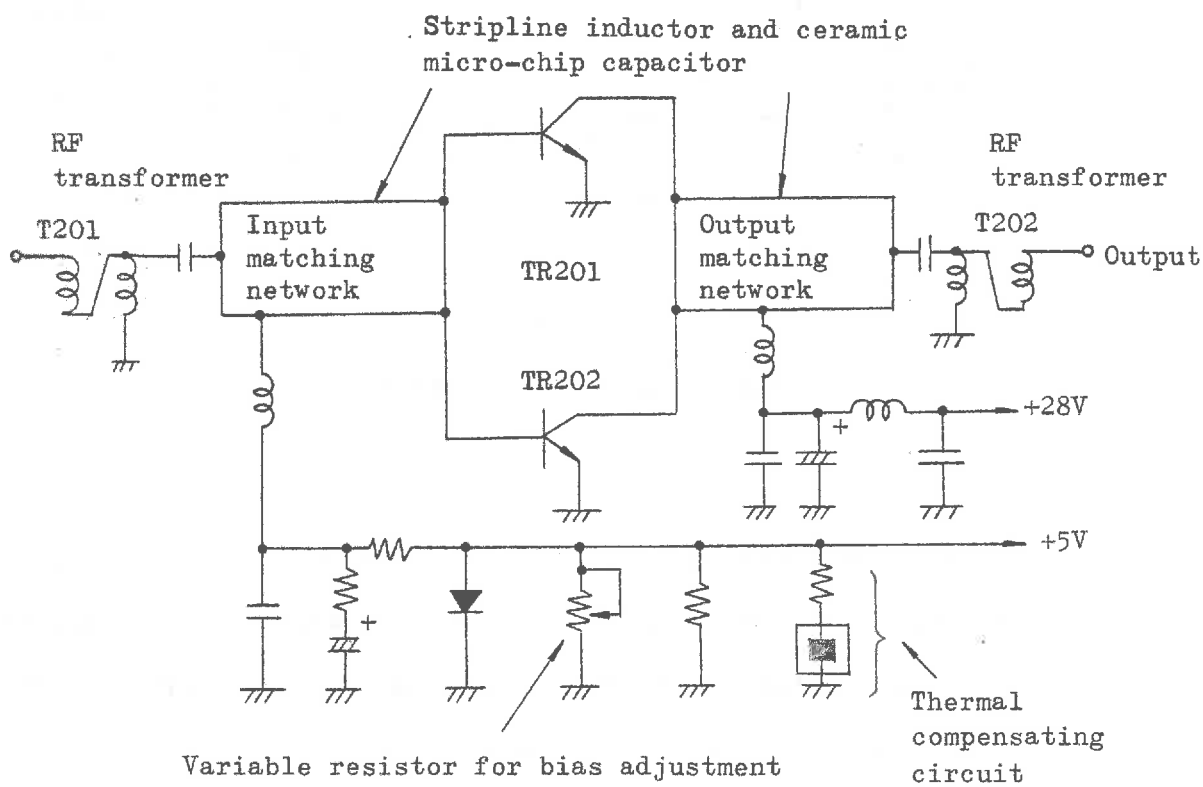 Stripline inductor and ceramic
micro-chip capacitor
RF
transformer
T201
Input
matching
network
TR201
TR202
Output
matching
network
RF
transformer
T202
Output
+28V
+
+5V
+
Variable resistor for bias adjustment
Thermal
compensating
circuit